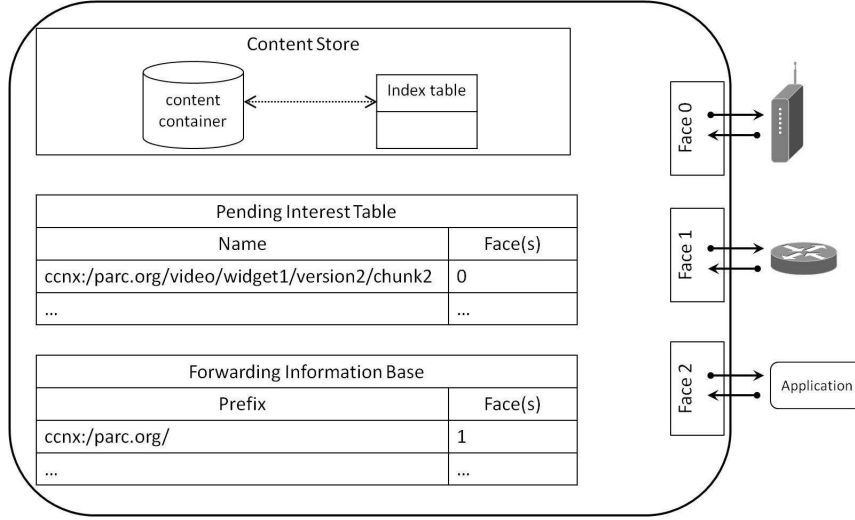 Content Store
content
container
Index table
Pending Interest Table
Name Face(s)
ccnx:/parc.org/video/widget1/version2/chunk2 0
... ...
Forwarding Information Base
Prefix Face(s)
ccnx:/parc.org/ 1
... ...
Face 0
Face 1
Face 2
Application